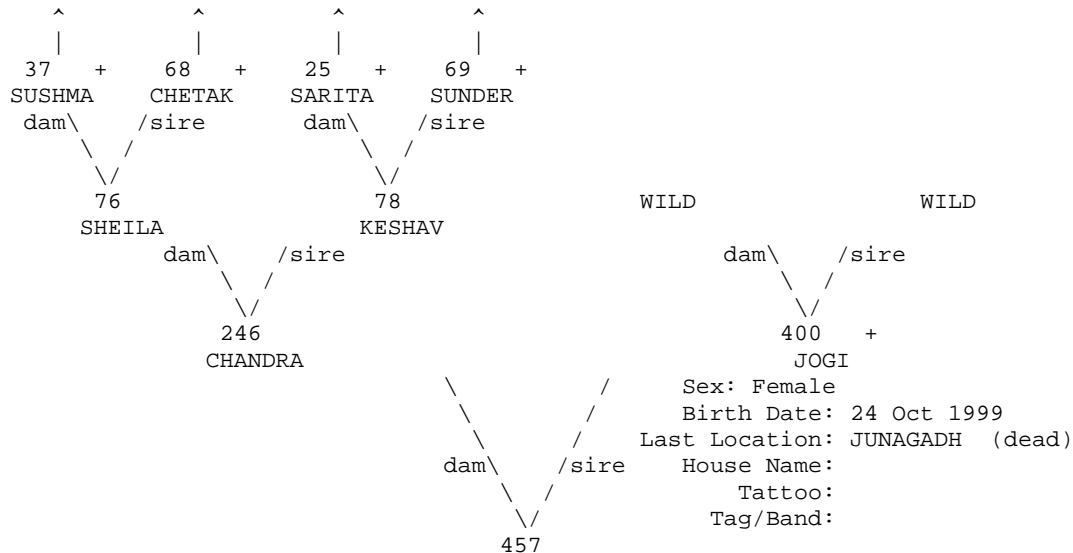 ^ ^ ^ ^
| | | |
37 + 68 + 25 + 69 +
SUSHMA CHETAK SARITA SUNDER
dam\ /sire dam\ /sire
\ / \ /
\/ \/
76 78 WILD WILD
SHEILA KESHAV
dam\ /sire dam\ /sire
\ / \ /
\/ \/
246 400 +
CHANDRA JOGI
\ / Sex: Female
\ / Birth Date: 24 Oct 1999
\ / Last Location: JUNAGADH (dead)
dam\ /sire House Name:
\ / Tattoo:
\/ Tag/Band:
457